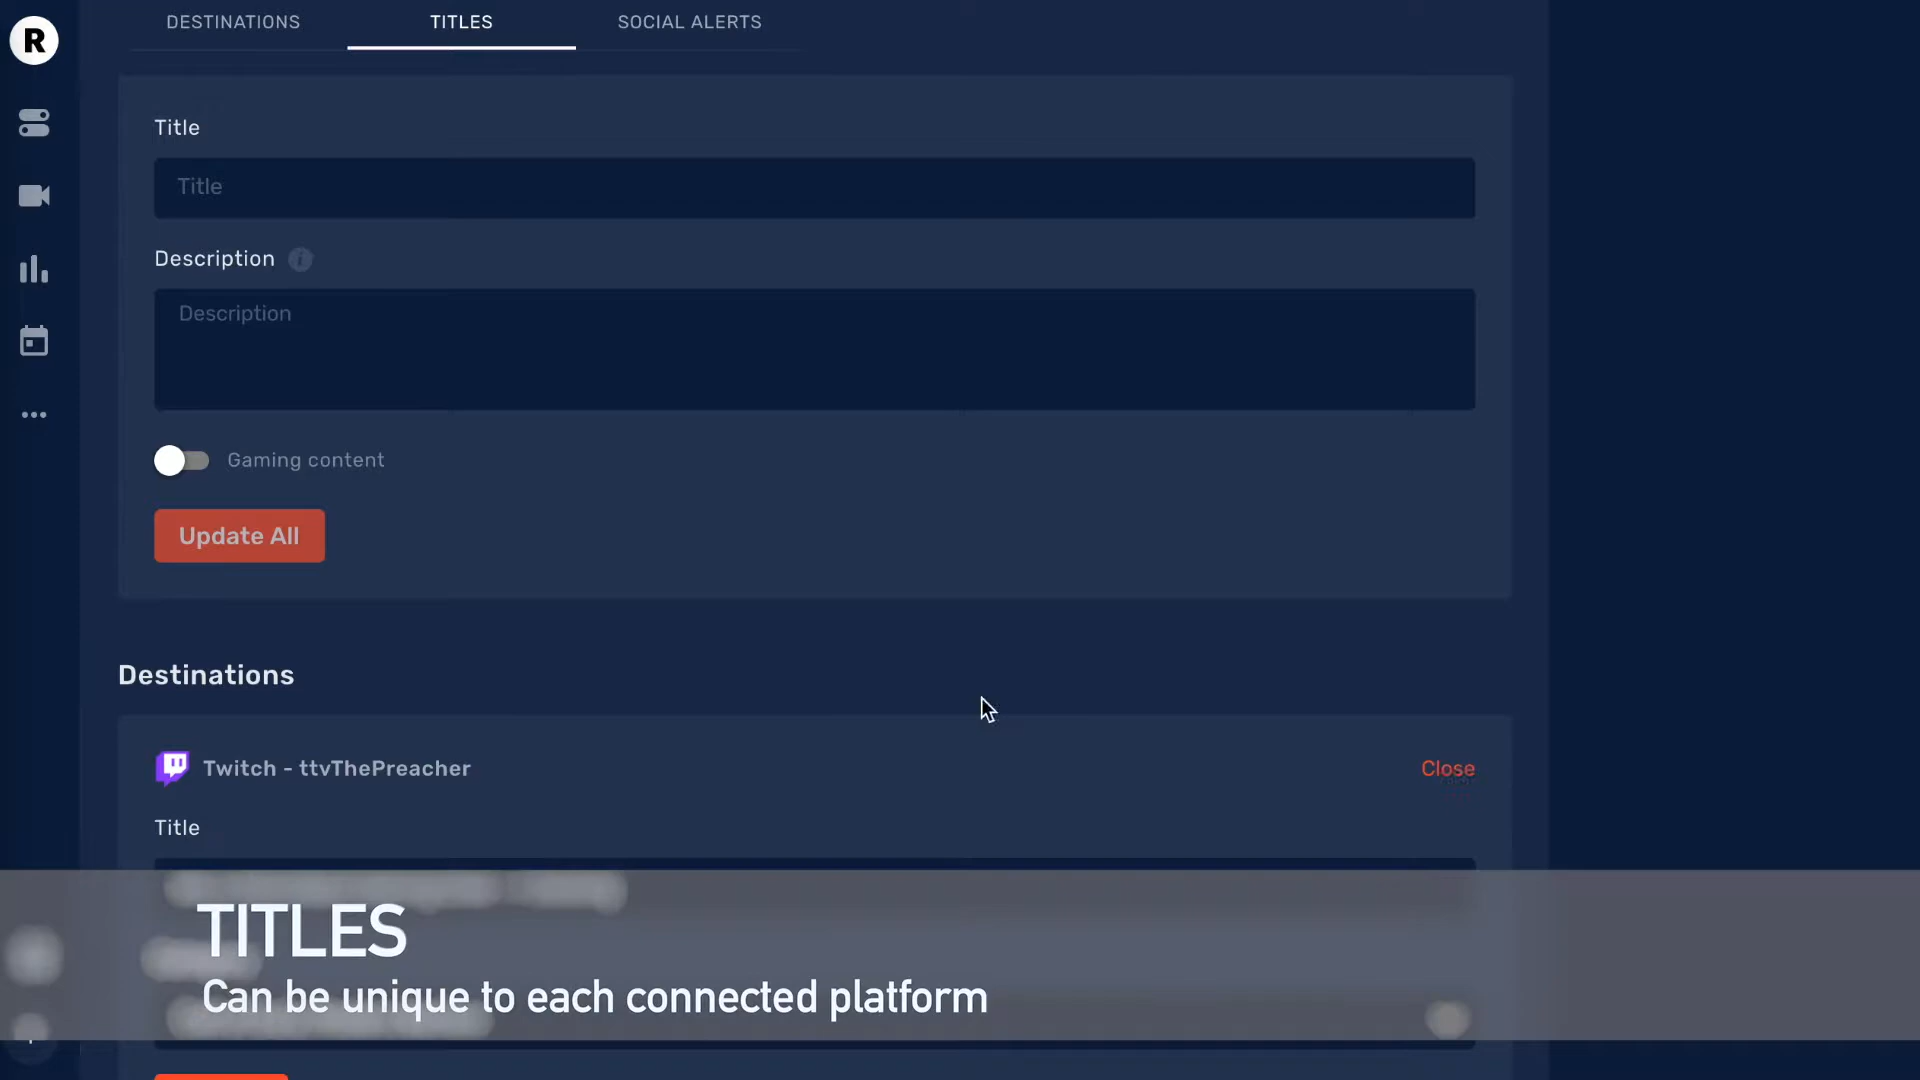 R
DESTINATIONS TITLES SOCIAL ALERTS
Title
Title
Description
Description
Gaming content
Update All
Destinations
Twitch - ttvThePreacher Close
Title
TITLES
Can be unique to each connected platform